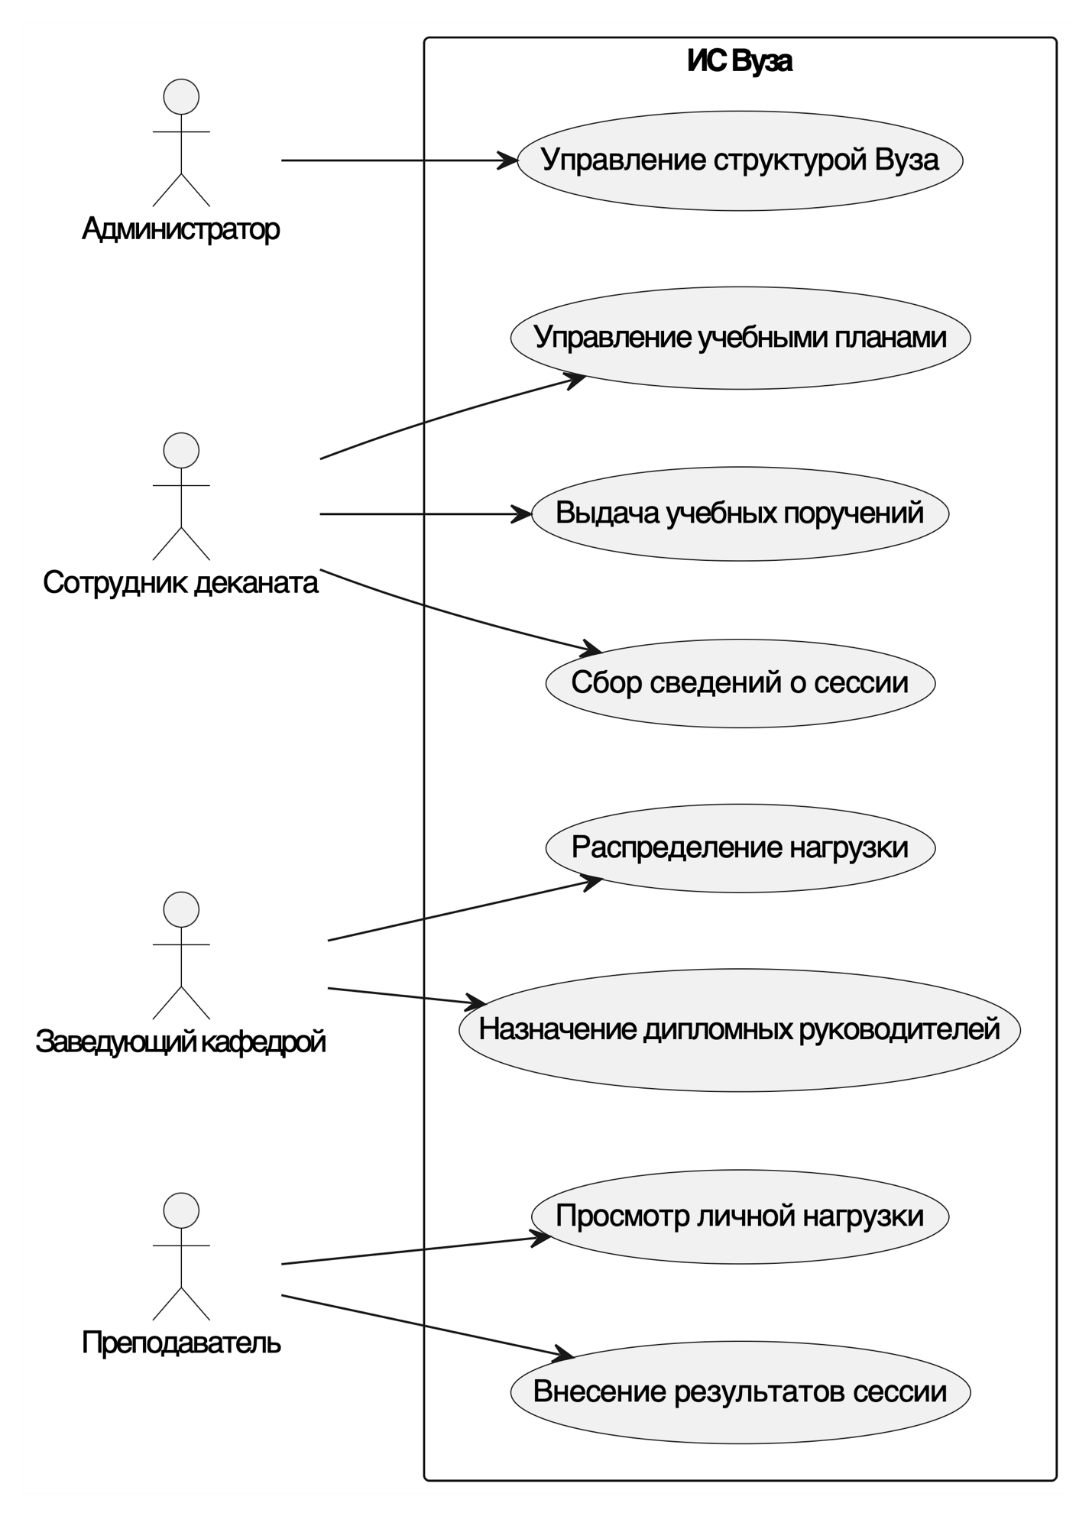 ИС Вуза
Администратор
Управление структурой Вуза
Управление учебными планами
Сотрудник деканата
Выдача учебных поручений
Сбор сведений о сессии
Распределение нагрузки
Заведующий кафедрой
Назначение дипломных руководителей
Преподаватель
Просмотр личной нагрузки
Внесение результатов сессии